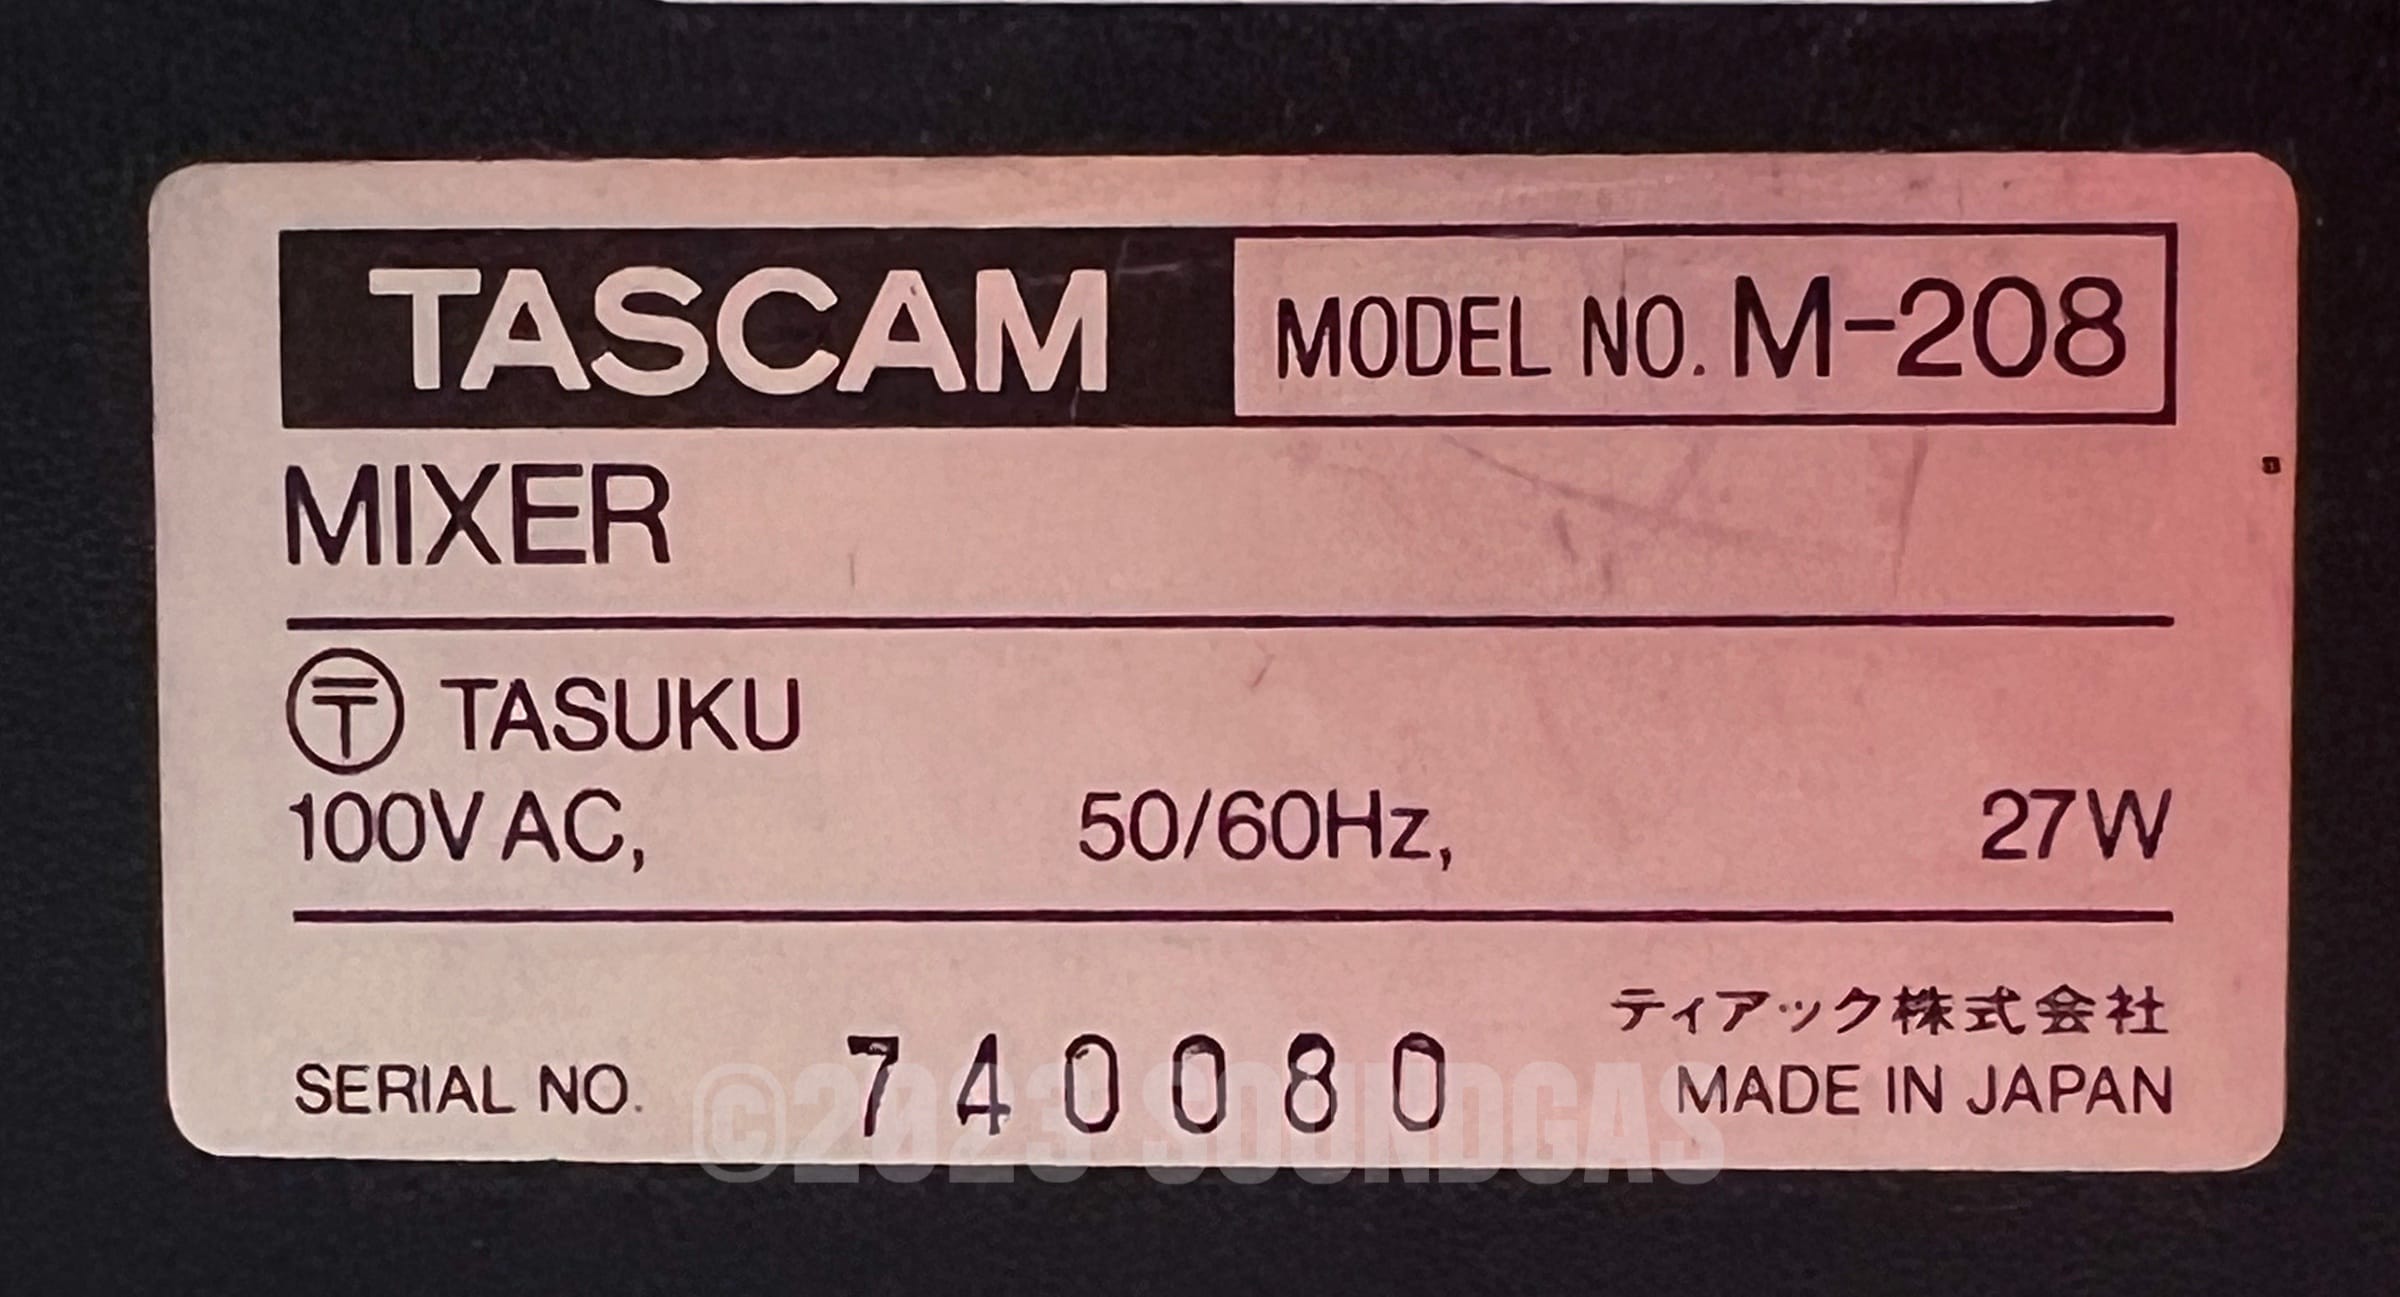 TASCAM MODEL NO. M-208
MIXER
〒 TASUKU
100V AC, 50/60Hz, 27W
ティアック株式会社
SERIAL NO. 740080 MADE IN JAPAN
©2023 SOUNDGAS